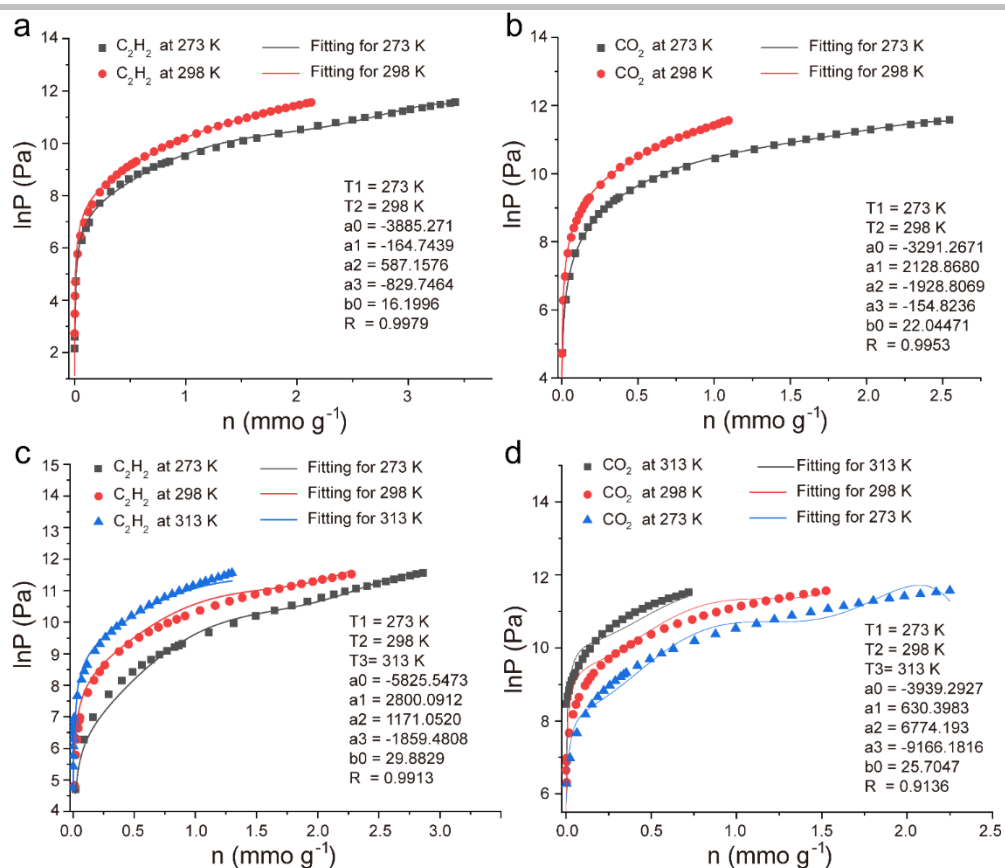 a
C2H2 at 273 K
Fitting for 273 K
C2H2 at 298 K
Fitting for 298 K
lnP (Pa)
12
10
8
6
4
2
T1 = 273 K
T2 = 298 K
a0 = -3885.271
a1 = -164.7439
a2 = 587.1576
a3 = -829.7464
b0 = 16.1996
R = 0.9979
0
1
2
3
n (mmo g-1)
b
CO2 at 273 K
Fitting for 273 K
CO2 at 298 K
Fitting for 298 K
lnP (Pa)
14
12
10
8
6
4
T1 = 273 K
T2 = 298 K
a0 = -3291.2671
a1 = 2128.8680
a2 = -1928.8069
a3 = -154.8236
b0 = 22.04471
R = 0.9953
0.0
0.5
1.0
1.5
2.0
2.5
n (mmo g-1)
c
C2H2 at 273 K
Fitting for 273 K
C2H2 at 298 K
Fitting for 298 K
C2H2 at 313 K
Fitting for 313 K
lnP (Pa)
15
14
13
12
11
10
9
8
7
6
5
4
T1 = 273 K
T2 = 298 K
T3= 313 K
a0 = -5825.5473
a1 = 2800.0912
a2 = 1171.0520
a3 = -1859.4808
b0 = 29.8829
R = 0.9913
0.0
0.5
1.0
1.5
2.0
2.5
3.0
n (mmo g-1)
d
CO2 at 313 K
Fitting for 313 K
CO2 at 298 K
Fitting for 298 K
CO2 at 273 K
Fitting for 273 K
lnP (Pa)
14
12
10
8
6
T1 = 273 K
T2 = 298 K
T3= 313 K
a0 = -3939.2927
a1 = 630.3983
a2 = 6774.193
a3 = -9166.1816
b0 = 25.7047
R = 0.9136
0.0
0.5
1.0
1.5
2.0
2.5
n (mmo g-1)